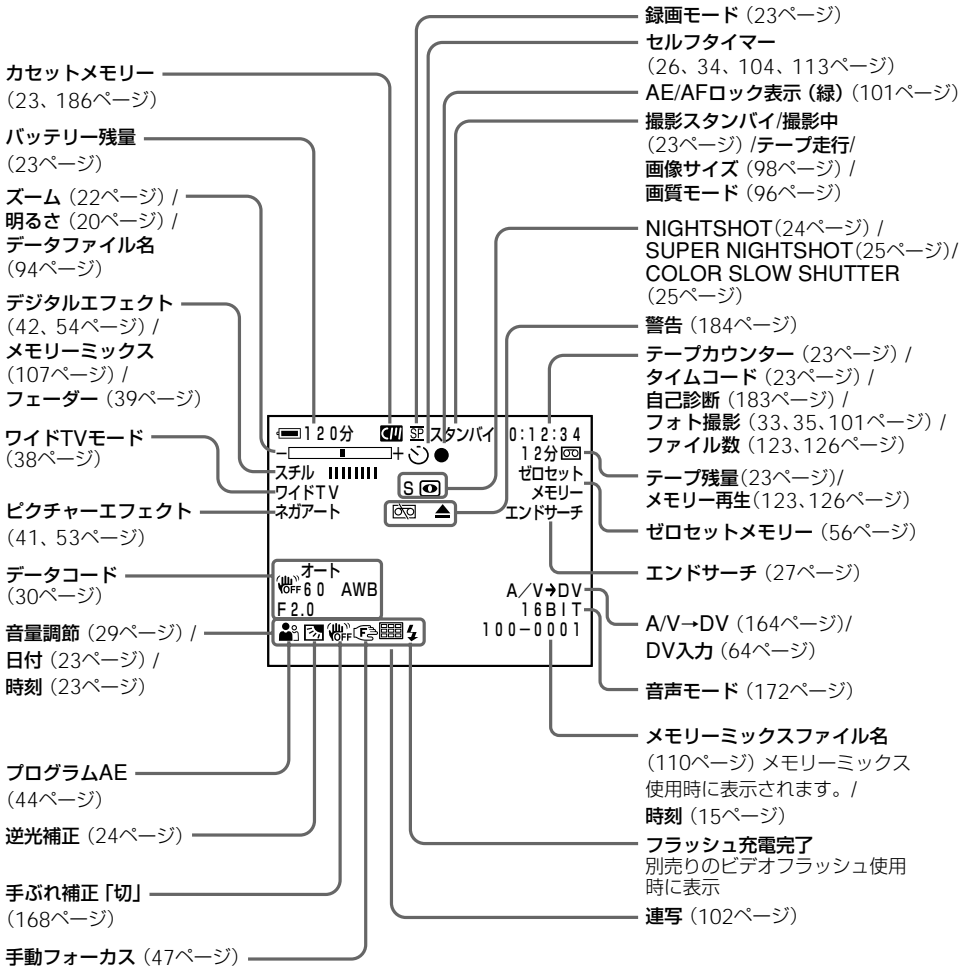 カセットメモリー
（23、186ページ）
バッテリー残量
（23ページ）
ズーム（22ページ）/
明るさ（20ページ）/
データファイル名
（94ページ）
デジタルエフェクト
（42、54ページ）/
メモリーミックス
（107ページ）/
フェーダー（39ページ）
ワイドTVモード
（38ページ）
ピクチャーエフェクト
（41、53ページ）
データコード
（30ページ）
音量調節（29ページ）/
日付（23ページ）/
時刻（23ページ）
プログラムAE
（44ページ）
逆光補正（24ページ）
手ぶれ補正「切」
（168ページ）
手動フォーカス（47ページ）
120分 SP スタンバイ 0:12:34
− + 12分
スチル ゼロセット
ワイドTV S メモリー
ネガアート エンドサーチ
オート
OFF 60 AWB A/V→DV
F2.0 16BIT
OFF F 100-0001
録画モード（23ページ）
セルフタイマー
（26、34、104、113ページ）
AE/AFロック表示（緑）（101ページ）
撮影スタンバイ/撮影中
（23ページ）/テープ走行/
画像サイズ（98ページ）/
画質モード（96ページ）
NIGHTSHOT（24ページ）/
SUPER NIGHTSHOT（25ページ）/
COLOR SLOW SHUTTER
（25ページ）
警告（184ページ）
テープカウンター（23ページ）/
タイムコード（23ページ）/
自己診断（183ページ）/
フォト撮影（33、35、101ページ）/
ファイル数（123、126ページ）
テープ残量（23ページ）/
メモリー再生（123、126ページ）
ゼロセットメモリー（56ページ）
エンドサーチ（27ページ）
A/V→DV（164ページ）/
DV入力（64ページ）
音声モード（172ページ）
メモリーミックスファイル名
（110ページ）メモリーミックス
使用時に表示されます。/
時刻（15ページ）
フラッシュ充電完了
別売りのビデオフラッシュ使用
時に表示
連写（102ページ）